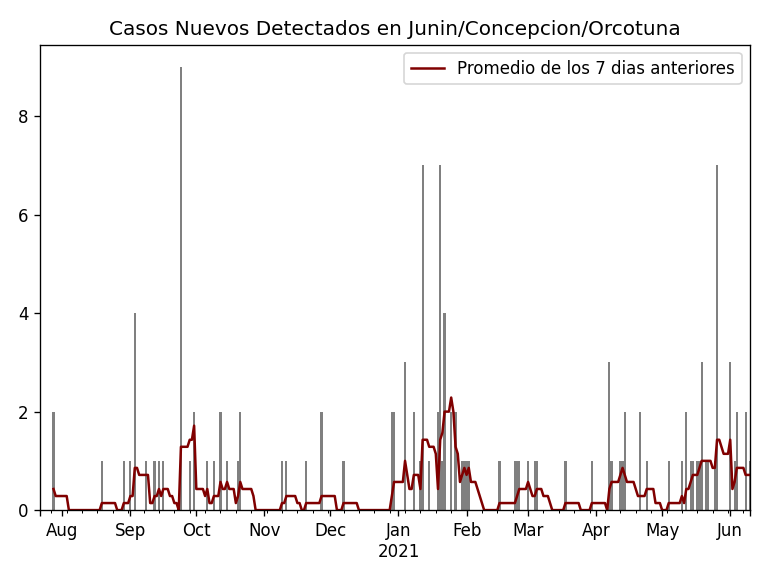 Casos Nuevos Detectados en Junin/Concepcion/Orcotuna
Promedio de los 7 dias anteriores
8
6
4
2
0
Aug Sep Oct Nov Dec Jan Feb Mar Apr May Jun
2021